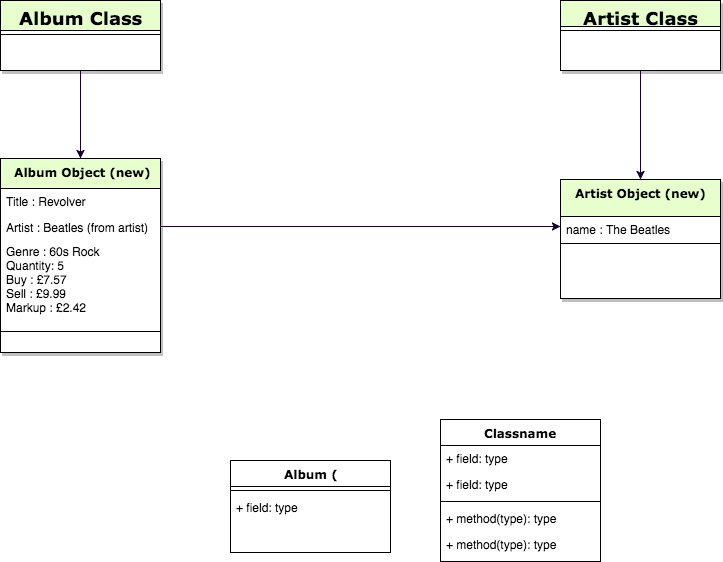 Album Class
Artist Class
Album Object (new)
Title : Revolver
Artist : Beatles (from artist)
Genre : 60s Rock
Quantity: 5
Buy : £7.57
Sell : £9.99
Markup : £2.42
Artist Object (new)
name : The Beatles
Album (
+ field: type
Classname
+ field: type
+ field: type
+ method(type): type
+ method(type): type